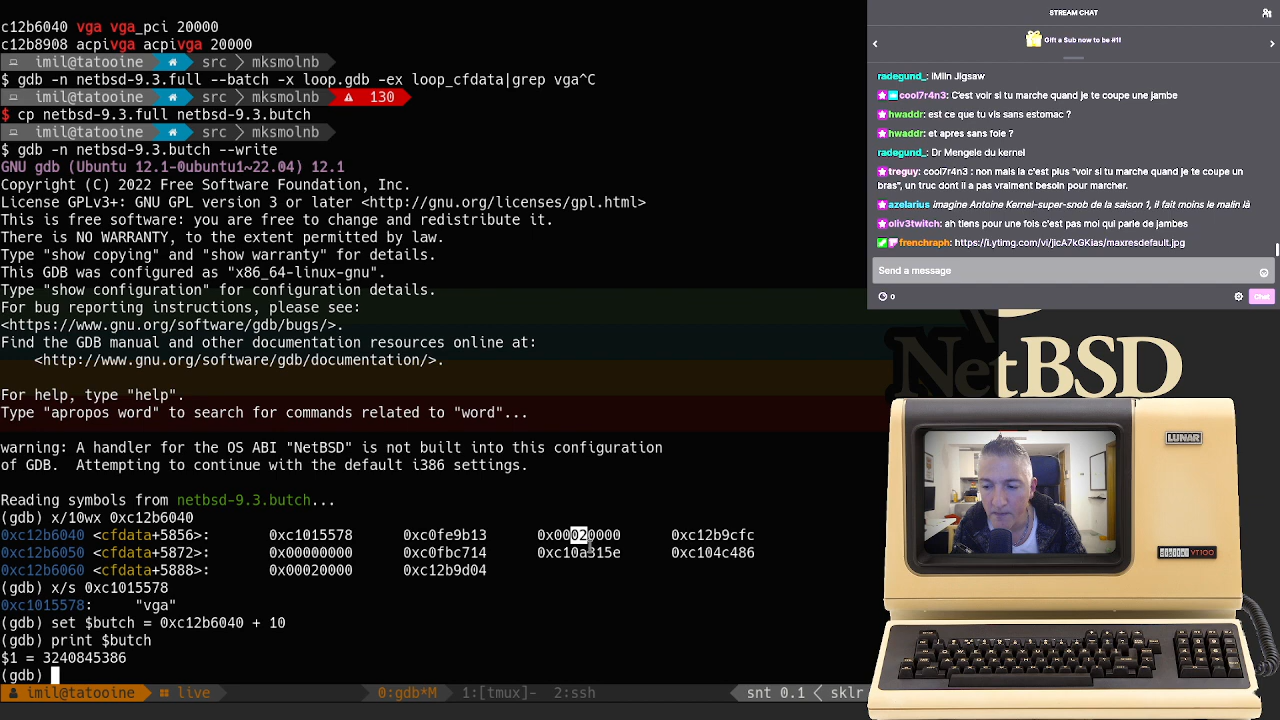 c12b6040 vga vga_pci 20000
c12b8908 acpivga acpivga 20000
imil@tatooine src mksmolnb
$ gdb -n netbsd-9.3.full --batch -x loop.gdb -ex loop_cfdata|grep vga^C
imil@tatooine src mksmolnb 130
$ cp netbsd-9.3.full netbsd-9.3.butch
imil@tatooine src mksmolnb
$ gdb -n netbsd-9.3.butch --write
GNU gdb (Ubuntu 12.1-0ubuntu1~22.04) 12.1
Copyright (C) 2022 Free Software Foundation, Inc.
License GPLv3+: GNU GPL version 3 or later <http://gnu.org/licenses/gpl.html>
This is free software: you are free to change and redistribute it.
There is NO WARRANTY, to the extent permitted by law.
Type "show copying" and "show warranty" for details.
This GDB was configured as "x86_64-linux-gnu".
Type "show configuration" for configuration details.
For bug reporting instructions, please see:
<https://www.gnu.org/software/gdb/bugs/>.
Find the GDB manual and other documentation resources online at:
<http://www.gnu.org/software/gdb/documentation/>.
For help, type "help".
Type "apropos word" to search for commands related to "word"...
warning: A handler for the OS ABI "NetBSD" is not built into this configuration
of GDB.  Attempting to continue with the default i386 settings.
Reading symbols from netbsd-9.3.butch...
(gdb) x/10wx 0xc12b6040
0xc12b6040 <cfdata+5856>: 0xc1015578 0xc0fe9b13 0x00020000 0xc12b9cfc
0xc12b6050 <cfdata+5872>: 0x00000000 0xc0fbc714 0xc10a315e 0xc104c486
0xc12b6060 <cfdata+5888>: 0x00020000 0xc12b9d04
(gdb) x/s 0xc1015578
0xc1015578: "vga"
(gdb) set $butch = 0xc12b6040 + 10
(gdb) print $butch
$1 = 3240845386
(gdb)
imil@tatooine live 0:gdb*M 1:[tmux]- 2:ssh snt 0.1 < sklr
STREAM CHAT
Gift a Sub now to be #1!
radegund_: IMIin Jigsaw
cool7r4n3: C'est voir si tu marche quand je te coupe une jambe
hwaddr: est ce que tu vis sans estomac ?
hwaddr: et apres sans foie ?
radegund_: Dr Mengele du kernel
treguy: cool7r4n3 : non mais la c'est plus "voir si tu marche quand je te coupe un
bras", un truc dont il a pas vraiment besoin pour marcher.
azelarius imagine Antoine Kernel-super-snob de la saison 1, il fait moins le malin là
oliv3twitch: ah tiens pour une fois c'est pas moi qui parle de jambes
frenchraph: https://i.ytimg.com/vi/jicA7kGKias/maxresdefault.jpg
Send a message
0
Chat
NetBSD
LUNAR
digital VT100